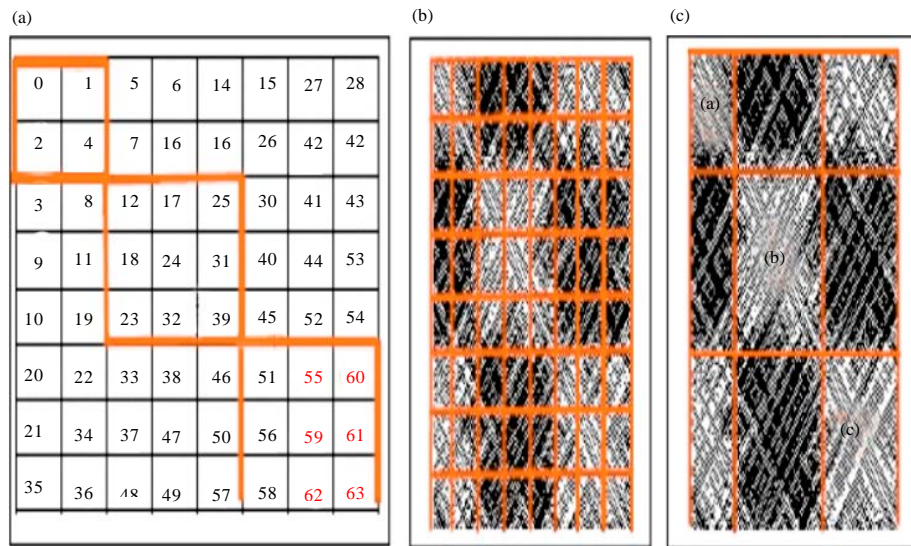 (a) (b) (c)
0 1 5 6 14 15 27 28
2 4 7 16 16 26 42 42
3 8 12 17 25 30 41 43
9 11 18 24 31 40 44 53
10 19 23 32 39 45 52 54
20 22 33 38 46 51 55 60
21 34 37 47 50 56 59 61
35 36 48 49 57 58 62 63
(a)
(b)
(c)